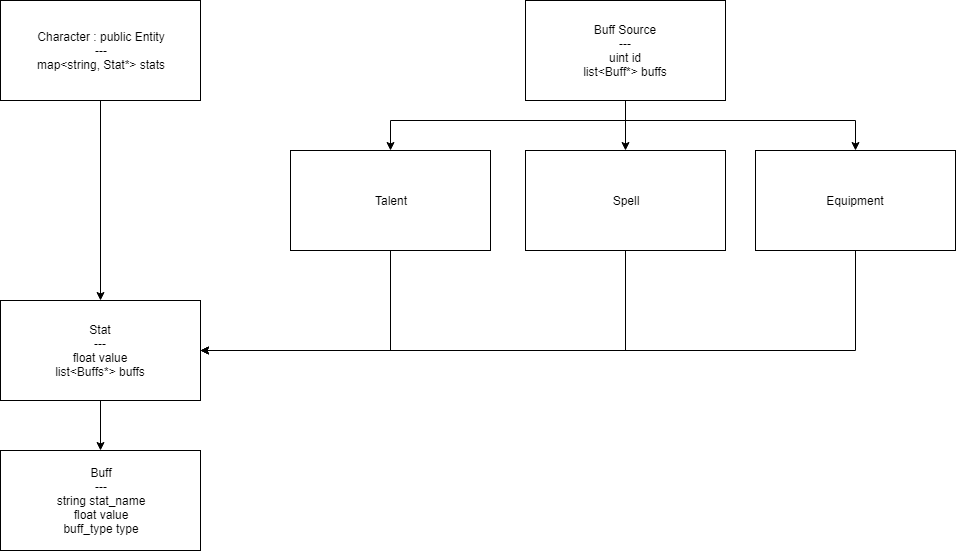 Character : public Entity
---
map<string, Stat*> stats
Buff Source
---
uint id
list<Buff*> buffs
Talent
Spell
Equipment
Stat
---
float value
list<Buffs*> buffs
Buff
---
string stat_name
float value
buff_type type